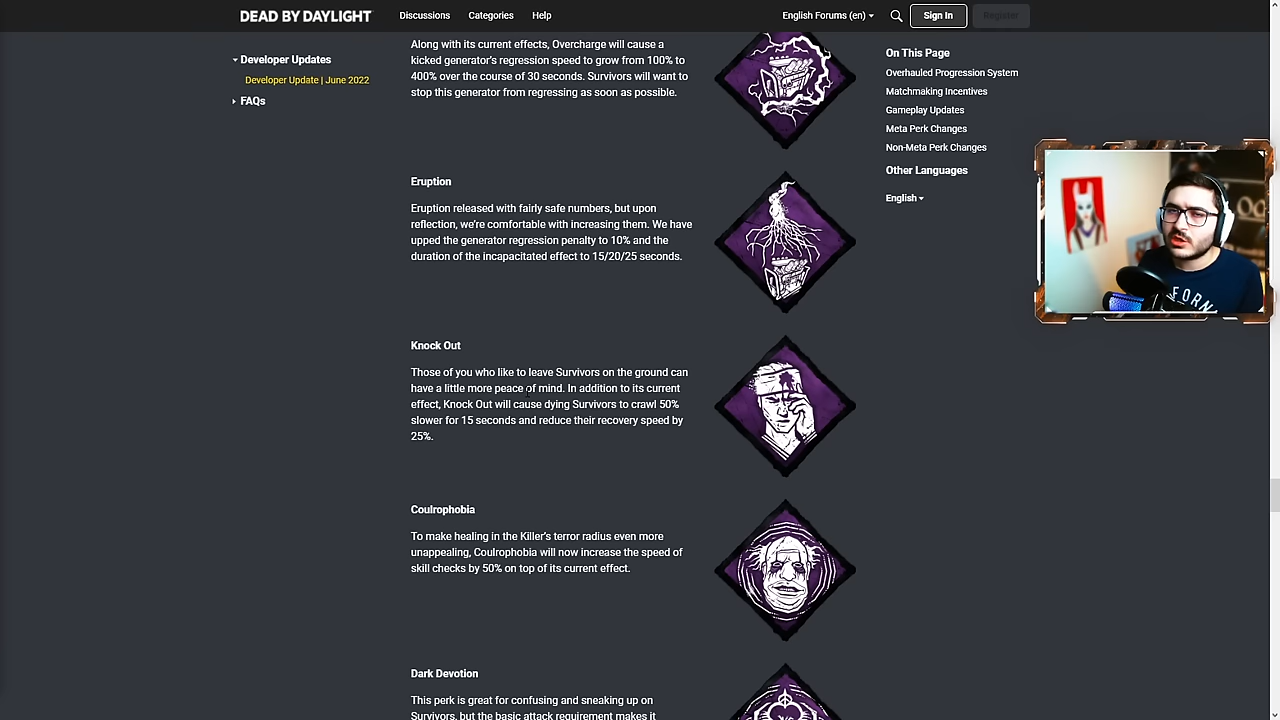 DEAD BY DAYLIGHT
Discussions
Categories
Help
English Forums (en)
Sign In
Register
Developer Updates
Developer Update | June 2022
FAQs
Along with its current effects, Overcharge will cause a
kicked generator's regression speed to grow from 100% to
400% over the course of 30 seconds. Survivors will want to
stop this generator from regressing as soon as possible.
Eruption
Eruption released with fairly safe numbers, but upon
reflection, we're comfortable with increasing them. We have
upped the generator regression penalty to 10% and the
duration of the incapacitated effect to 15/20/25 seconds.
Knock Out
Those of you who like to leave Survivors on the ground can
have a little more peace of mind. In addition to its current
effect, Knock Out will cause dying Survivors to crawl 50%
slower for 15 seconds and reduce their recovery speed by
25%.
Coulrophobia
To make healing in the Killer's terror radius even more
unappealing, Coulrophobia will now increase the speed of
skill checks by 50% on top of its current effect.
Dark Devotion
This perk is great for confusing and sneaking up on
Survivors, but the basic attack requirement makes it
On This Page
Overhauled Progression System
Matchmaking Incentives
Gameplay Updates
Meta Perk Changes
Non-Meta Perk Changes
Other Languages
English